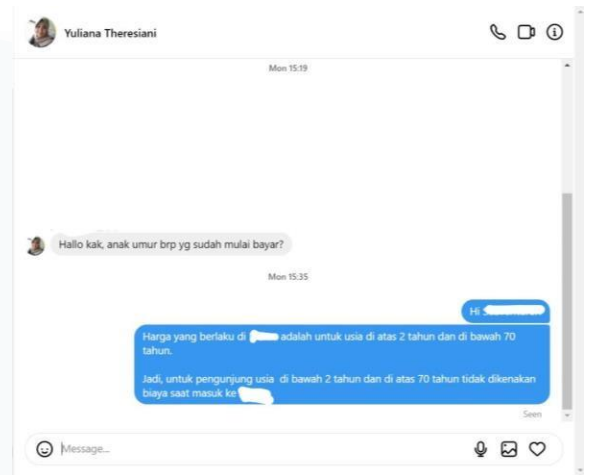 Yuliana Theresiani
Mon 15:19
Hallo kak, anak umur brp yg sudah mulai bayar?
Mon 15:35
Hi
Harga yang berlaku di adalah untuk usia di atas 2 tahun dan di bawah 70
tahun.
Jadi, untuk pengunjung usia di bawah 2 tahun dan di atas 70 tahun tidak dikenakan
biaya saat masuk ke
Seen
Message...